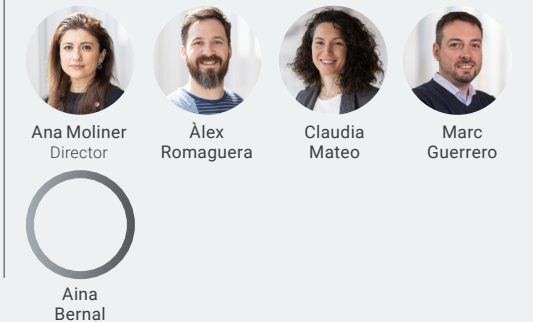 Ana Moliner
Director
Àlex
Romaguera
Claudia
Mateo
Marc
Guerrero
Aina
Bernal